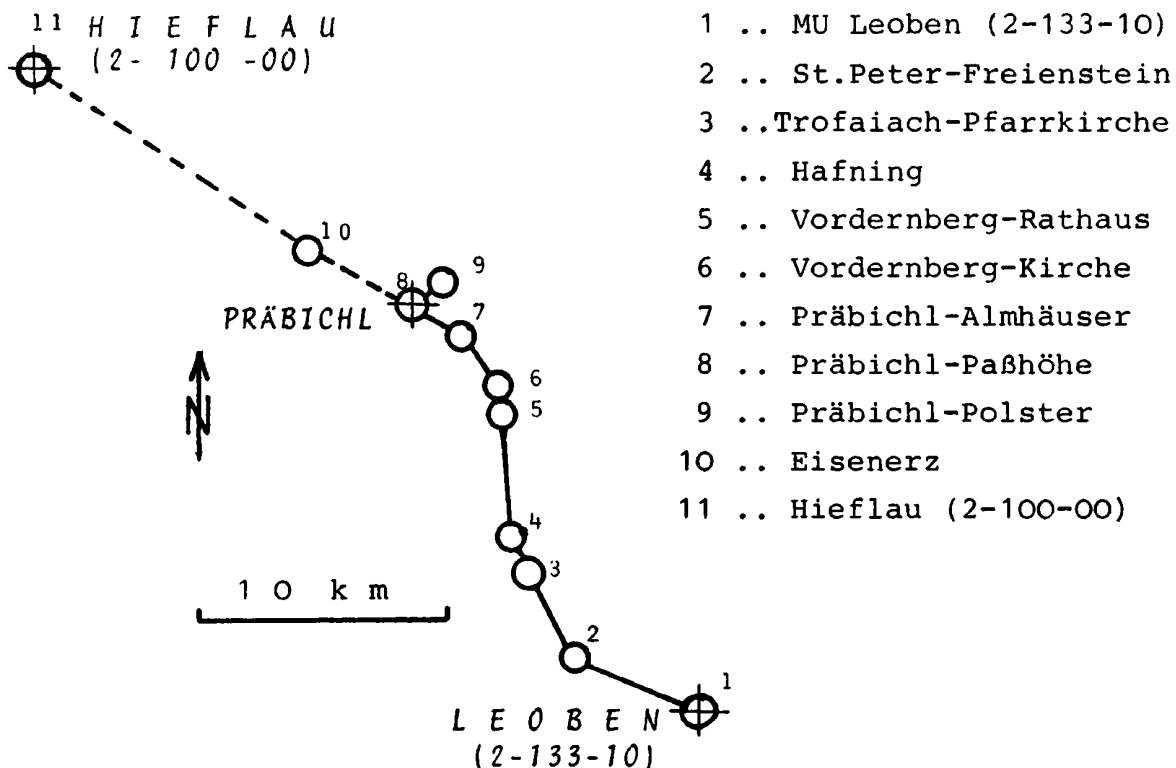 11 H I E F L A U
(2- 100 -00)
10
9
8
PRÄBICHL
7
6
5
N
4
3
10 km
2
1
L E O B E N
(2-133-10)
1 .. MU Leoben (2-133-10)
2 .. St.Peter-Freienstein
3 ..Trofaiach-Pfarrkirche
4 .. Hafning
5 .. Vordernberg-Rathaus
6 .. Vordernberg-Kirche
7 .. Präbichl-Almhäuser
8 .. Präbichl-Paßhöhe
9 .. Präbichl-Polster
10 .. Eisenerz
11 .. Hieflau (2-100-00)